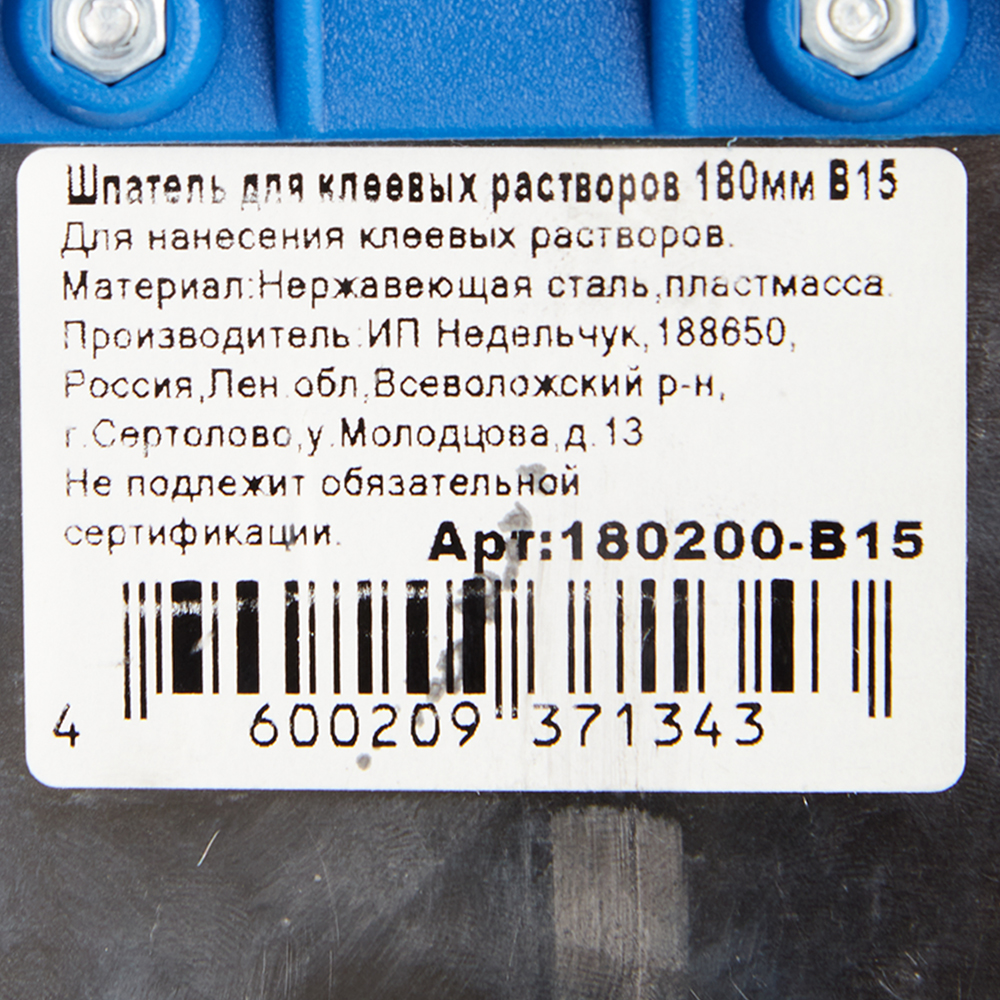 Шпатель для клеевых растворов 180мм В15
Для нанесения клеевых растворов.
Материал:Нержавеющая сталь,пластмасса.
Производитель:ИП Недельчук,188650,
Россия,Лен.обл,Всеволожский р-н,
г.Сертолово,у.Молодцова,д.13
Не подлежит обязательной
сертификации.
Арт:180200-В15
4 600209 371343